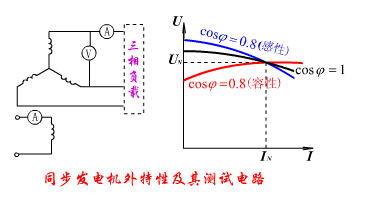 A
V
三相负载
A
U
cosφ=0.8(感性)
U_N
cosφ=1
cosφ=0.8(容性)
I_N
I
同步发电机外特性及其测试电路